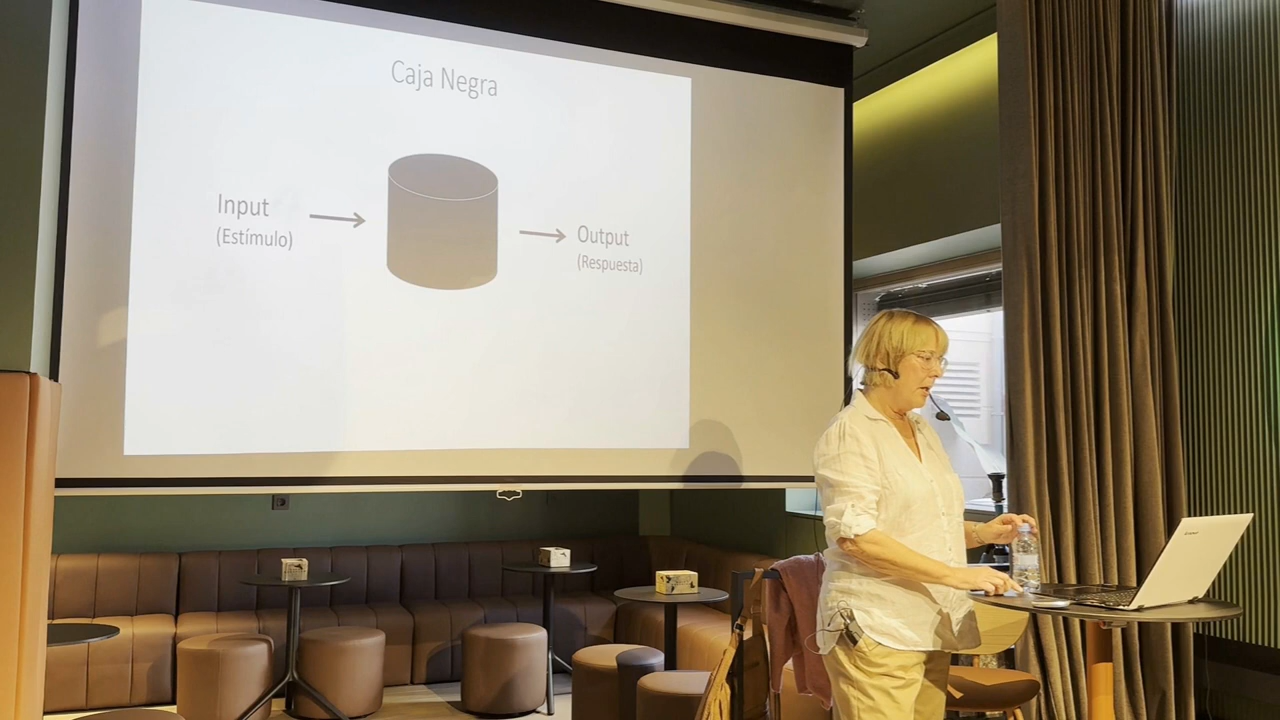 Caja Negra
Input
(Estímulo)
Output
(Respuesta)